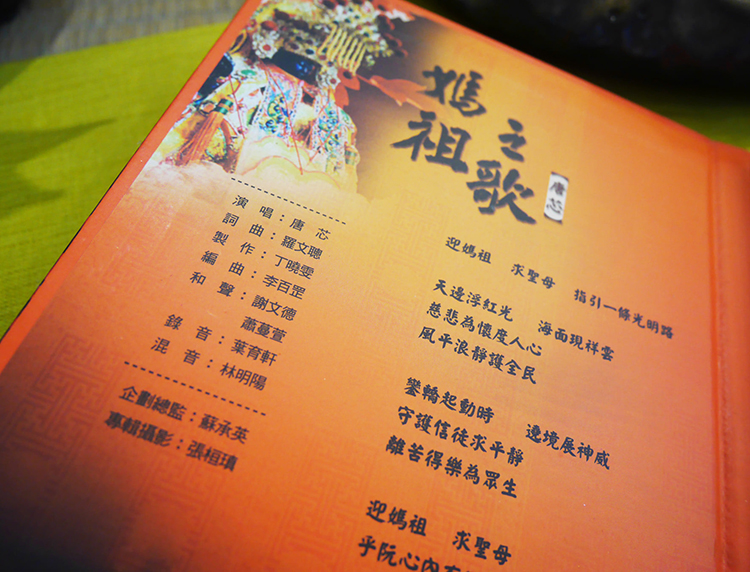 媽祖之歌
唐芯
演 唱：唐 芯
詞 曲：羅文聰
製 作：丁曉雯
編 曲：李百罡
和 聲：謝文德
蕭蔓萱
錄 音：葉育軒
混 音：林明陽
企劃總監：蘇承英
專輯攝影：張桓瑱
迎媽祖 求聖母 指引一條光明路
天邊浮紅光 海面現祥雲
慈悲為懷度人心
風平浪靜護全民
鑾轎起動時 遶境展神威
守護信徒求平靜
離苦得樂為眾生
迎媽祖 求聖母
乎阮心內有